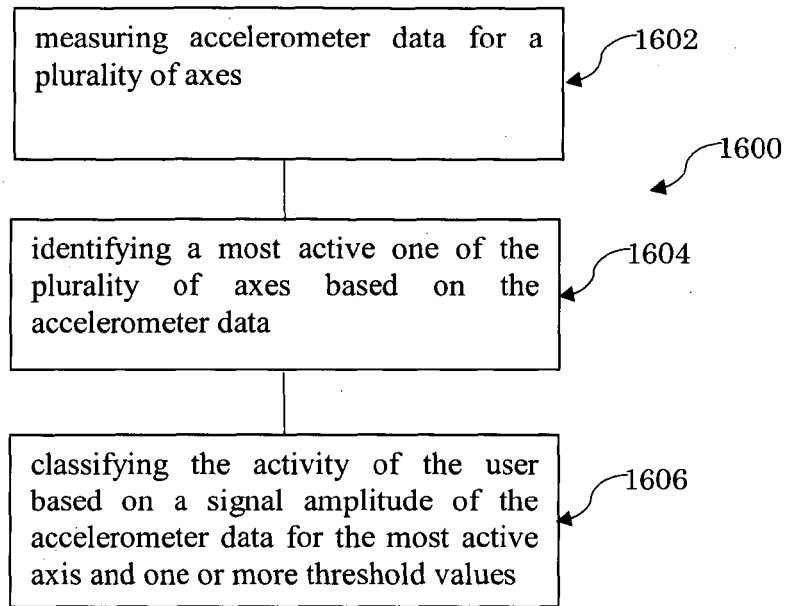 measuring accelerometer data for a
plurality of axes
1602
1600
identifying a most active one of the
plurality of axes based on the
accelerometer data
1604
classifying the activity of the user
based on a signal amplitude of the
accelerometer data for the most active
axis and one or more threshold values
1606